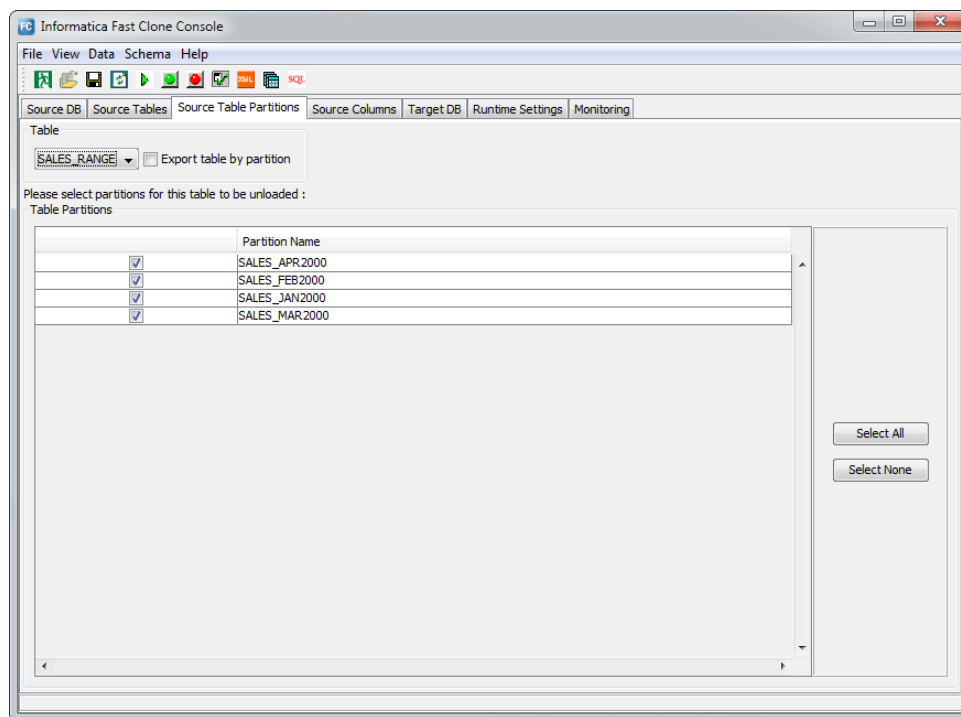 FC Informatica Fast Clone Console
File View Data Schema Help
XML SQL
Source DB Source Tables Source Table Partitions Source Columns Target DB Runtime Settings Monitoring
Table
SALES_RANGE Export table by partition
Please select partitions for this table to be unloaded :
Table Partitions
Partition Name
SALES_APR2000
SALES_FEB2000
SALES_JAN2000
SALES_MAR2000
Select All
Select None